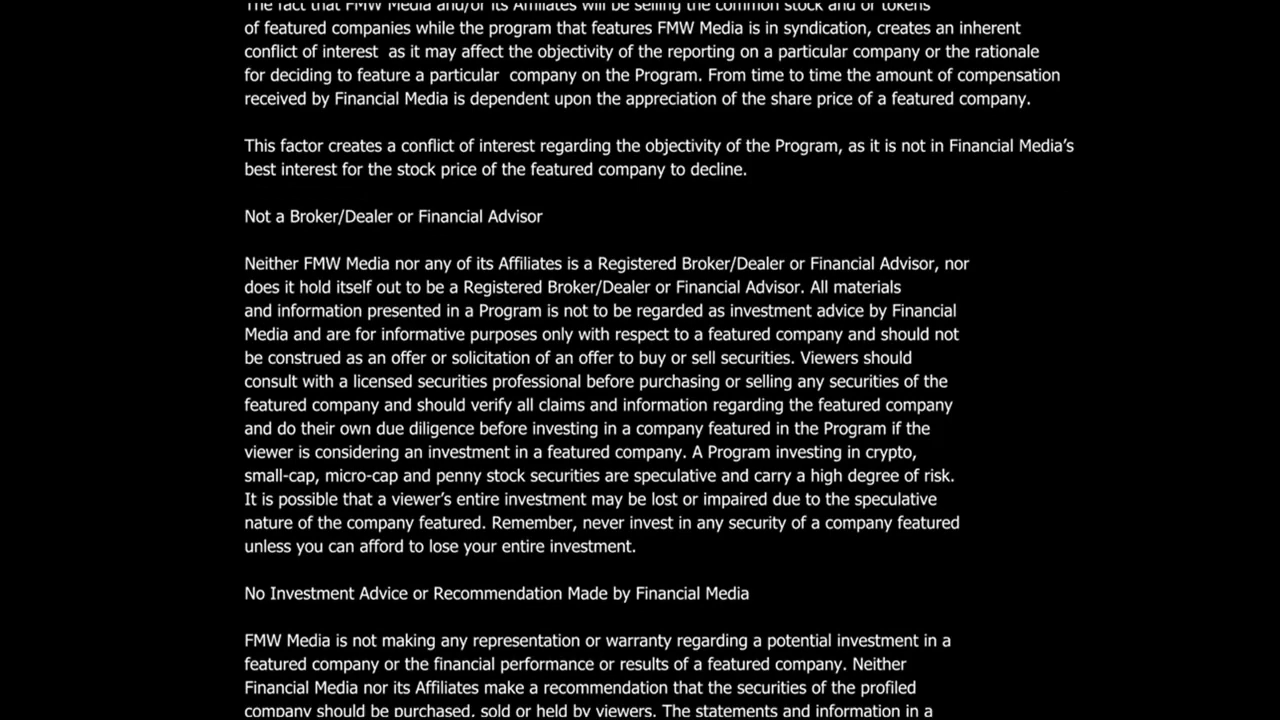 The fact that FMW Media and/or its Affiliates will be selling the common stock and or tokens
of featured companies while the program that features FMW Media is in syndication, creates an inherent
conflict of interest  as it may affect the objectivity of the reporting on a particular company or the rationale
for deciding to feature a particular  company on the Program. From time to time the amount of compensation
received by Financial Media is dependent upon the appreciation of the share price of a featured company.
This factor creates a conflict of interest regarding the objectivity of the Program, as it is not in Financial Media’s
best interest for the stock price of the featured company to decline.
Not a Broker/Dealer or Financial Advisor
Neither FMW Media nor any of its Affiliates is a Registered Broker/Dealer or Financial Advisor, nor
does it hold itself out to be a Registered Broker/Dealer or Financial Advisor. All materials
and information presented in a Program is not to be regarded as investment advice by Financial
Media and are for informative purposes only with respect to a featured company and should not
be construed as an offer or solicitation of an offer to buy or sell securities. Viewers should
consult with a licensed securities professional before purchasing or selling any securities of the
featured company and should verify all claims and information regarding the featured company
and do their own due diligence before investing in a company featured in the Program if the
viewer is considering an investment in a featured company. A Program investing in crypto,
small-cap, micro-cap and penny stock securities are speculative and carry a high degree of risk.
It is possible that a viewer’s entire investment may be lost or impaired due to the speculative
nature of the company featured. Remember, never invest in any security of a company featured
unless you can afford to lose your entire investment.
No Investment Advice or Recommendation Made by Financial Media
FMW Media is not making any representation or warranty regarding a potential investment in a
featured company or the financial performance or results of a featured company. Neither
Financial Media nor its Affiliates make a recommendation that the securities of the profiled
company should be purchased, sold or held by viewers. The statements and information in a